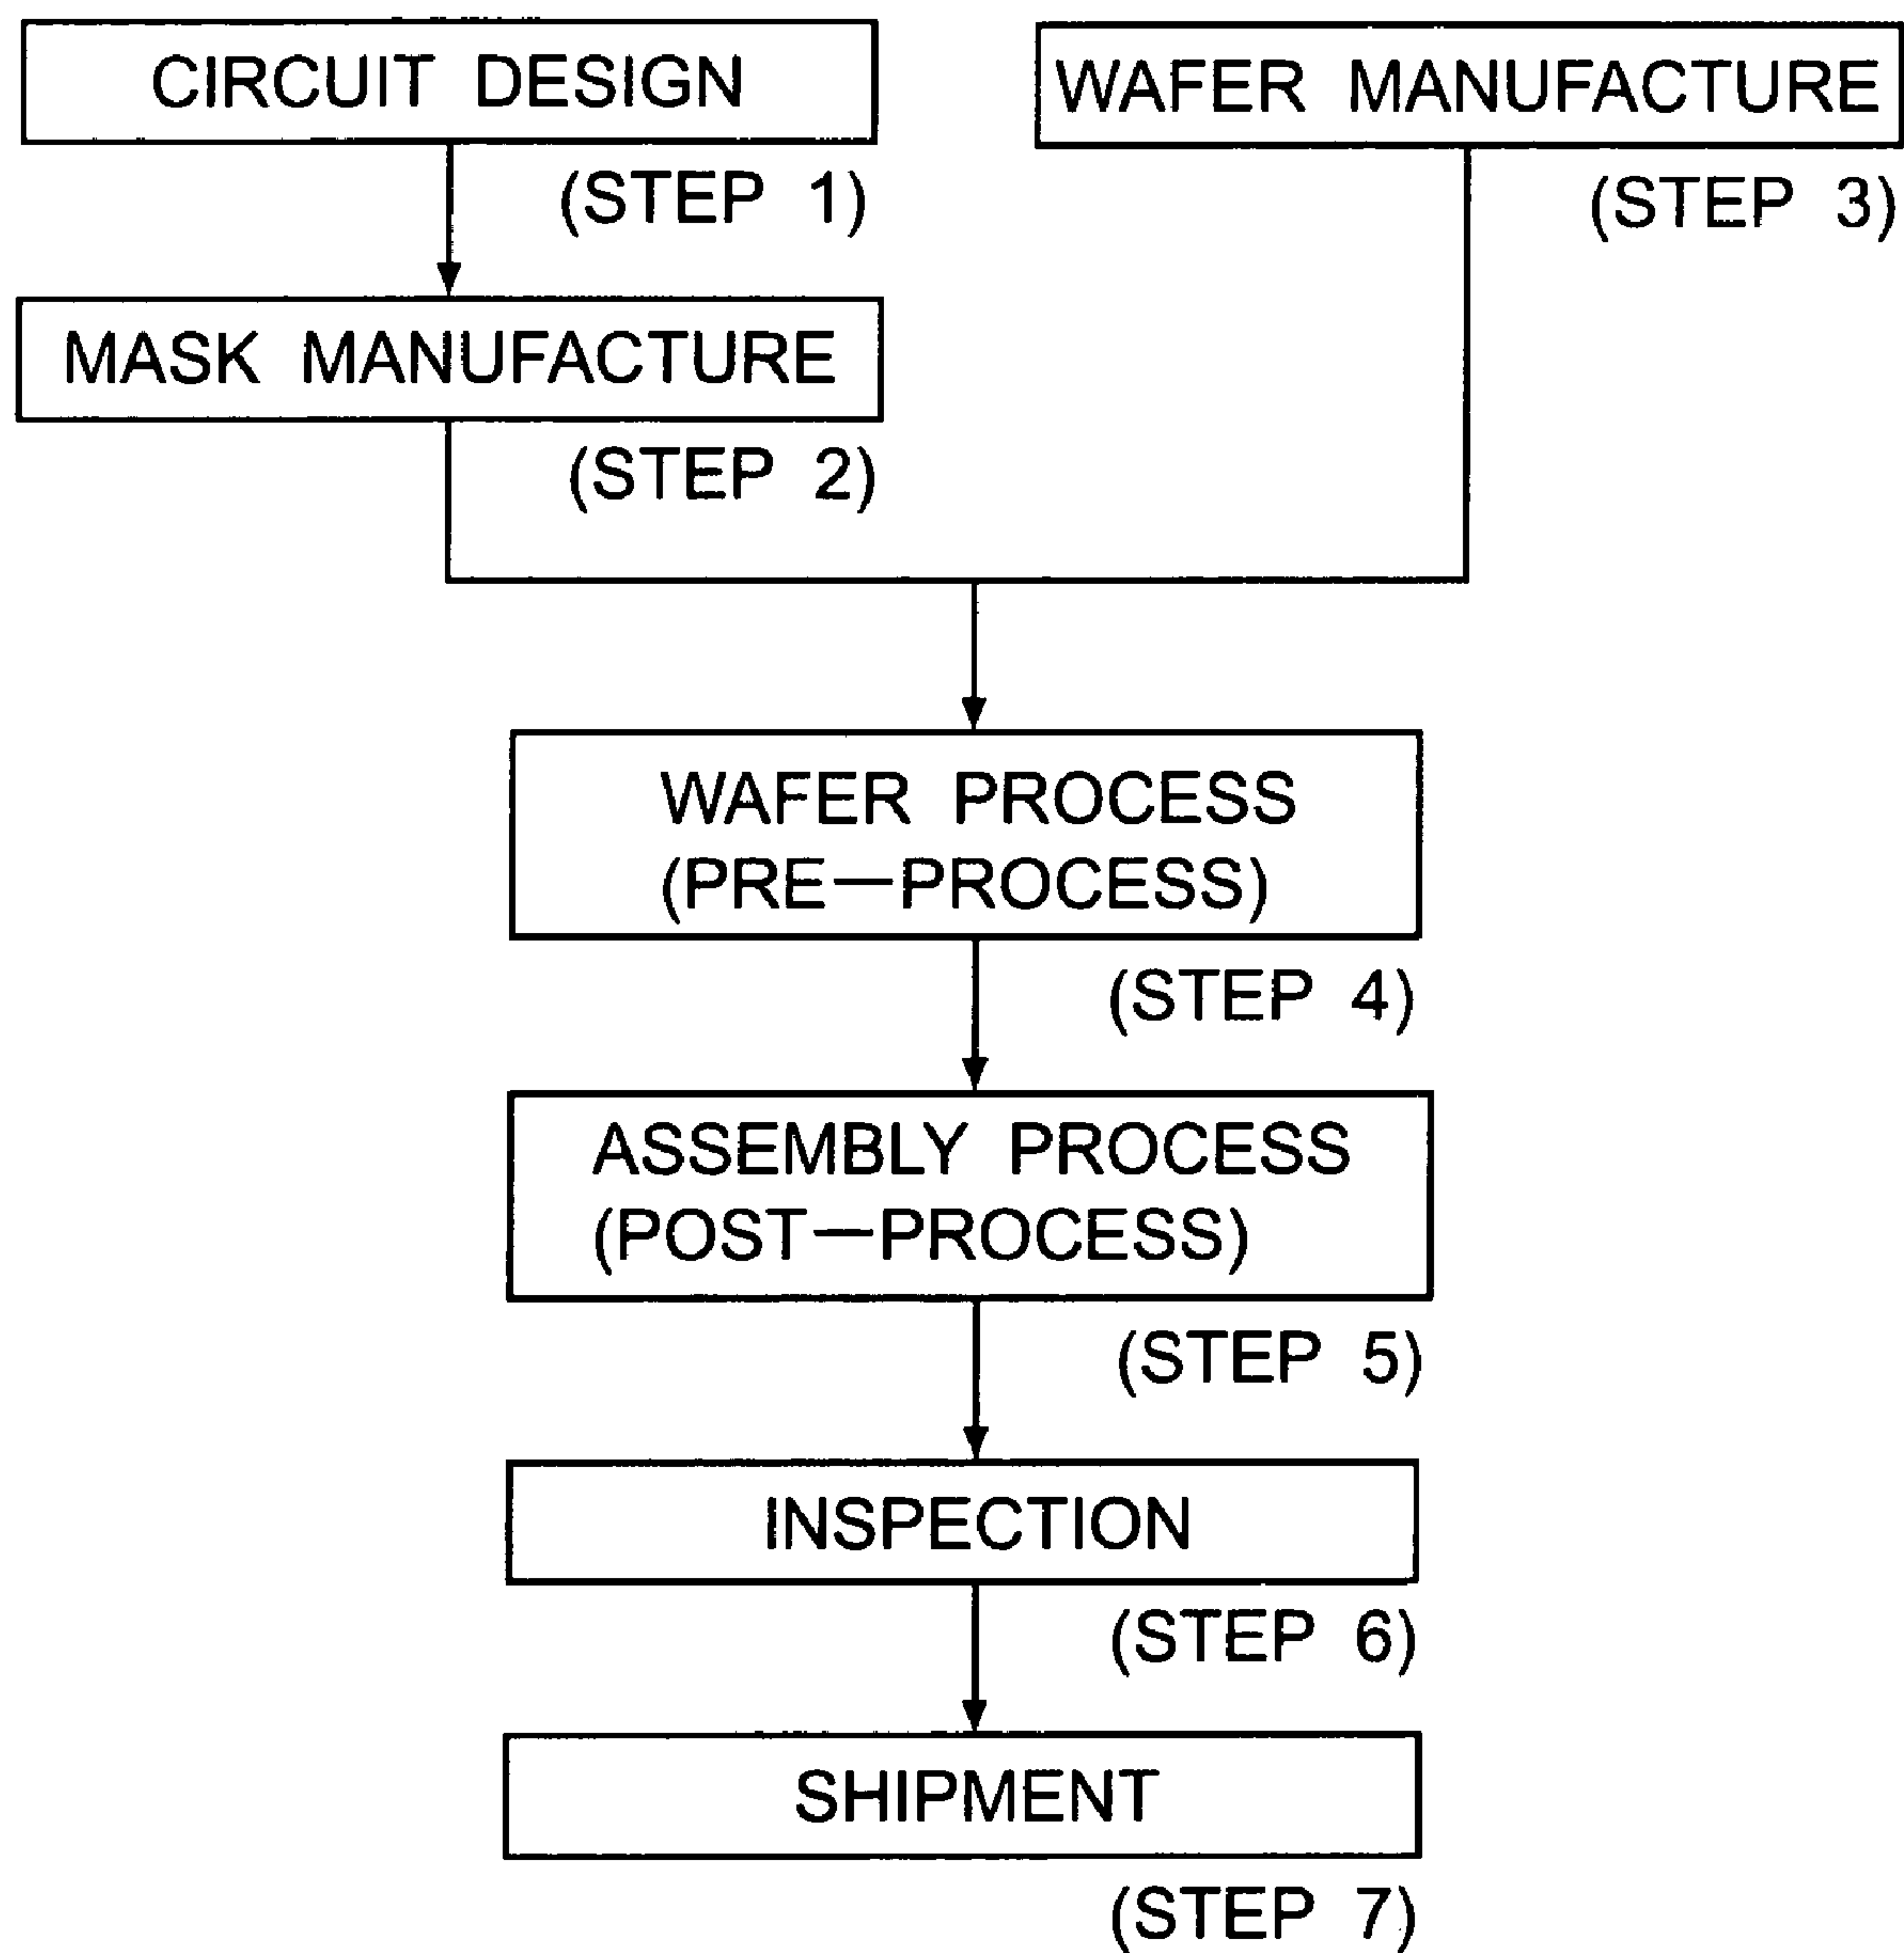 CIRCUIT DESIGN
(STEP 1)
WAFER MANUFACTURE
(STEP 3)
MASK MANUFACTURE
(STEP 2)
WAFER PROCESS
(PRE—PROCESS)
(STEP 4)
ASSEMBLY PROCESS
(POST—PROCESS)
(STEP 5)
INSPECTION
(STEP 6)
SHIPMENT
(STEP 7)